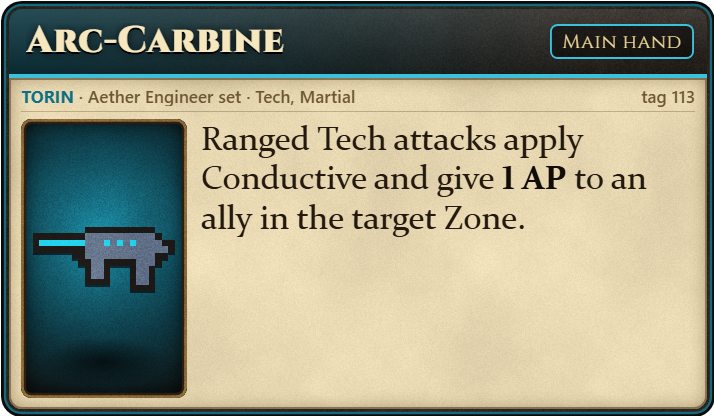 Arc-Carbine
Main hand
TORIN · Aether Engineer set · Tech, Martial
tag 113
Ranged Tech attacks apply
Conductive and give 1 AP to an
ally in the target Zone.